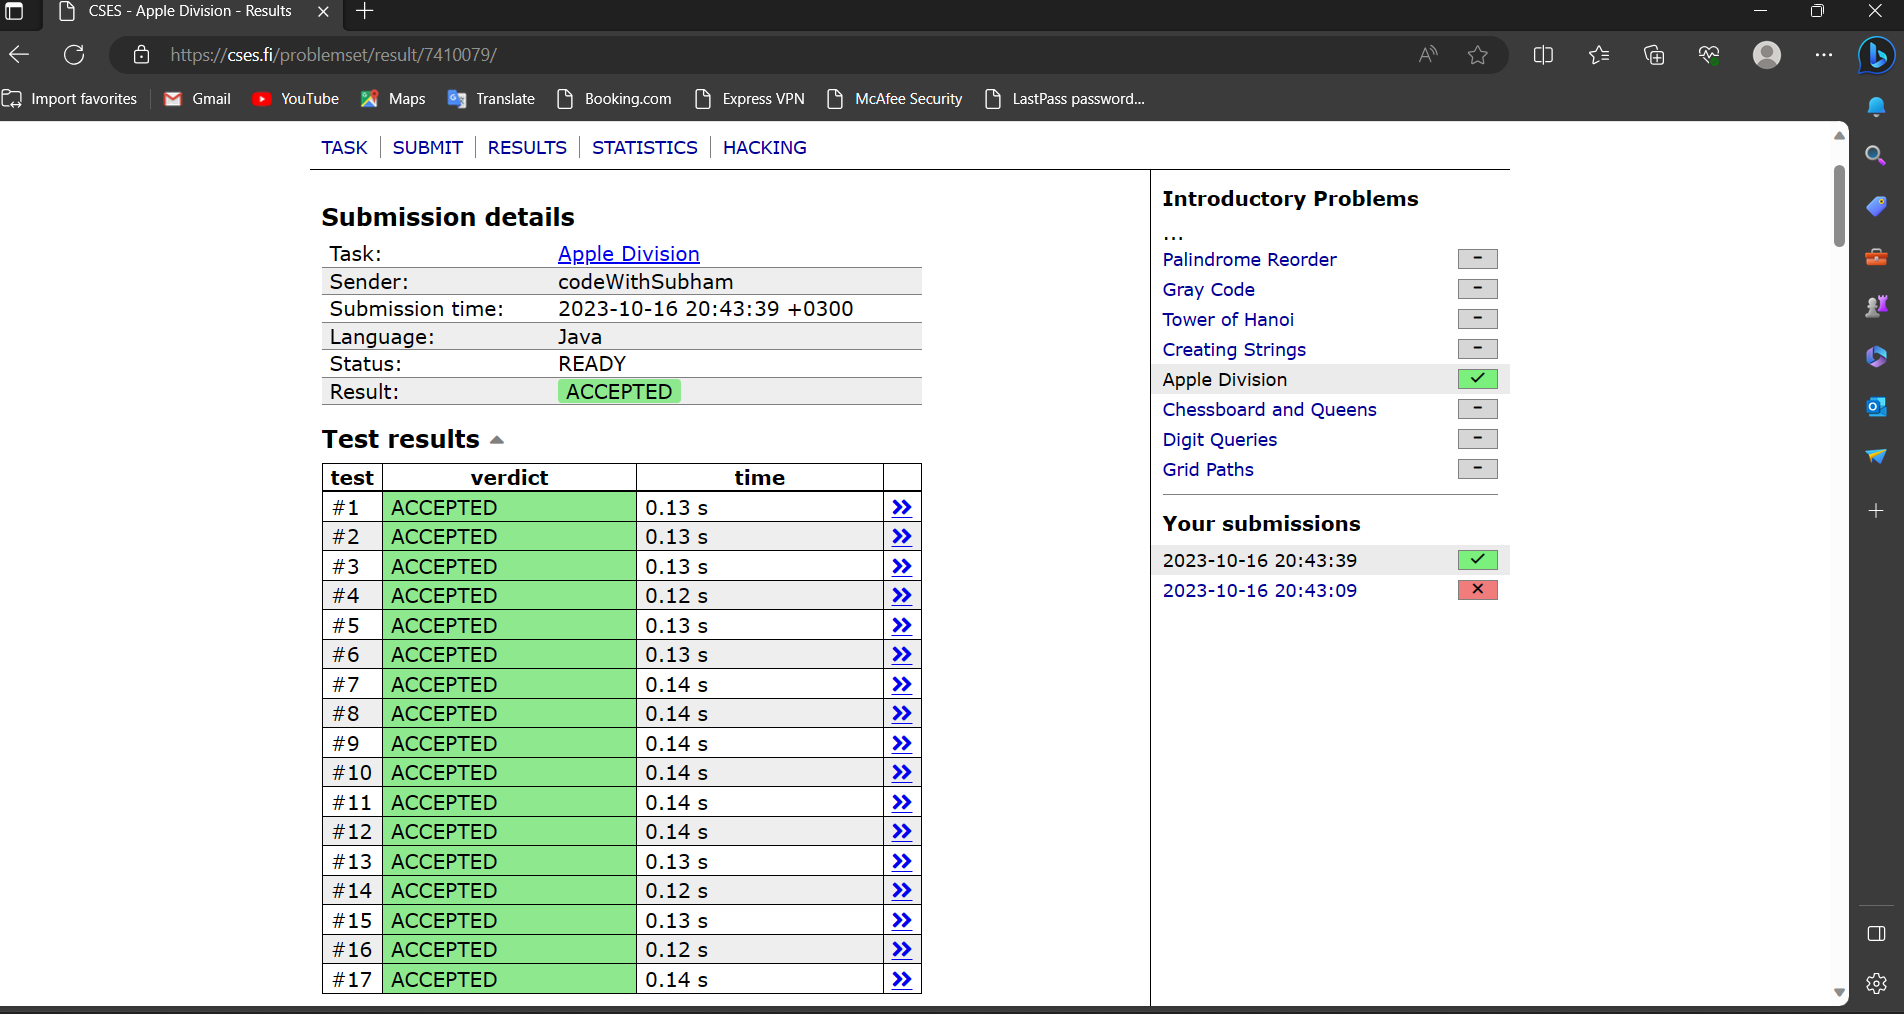 CSES - Apple Division - Results
https://cses.fi/problemset/result/7410079/
Import favorites Gmail YouTube Maps Translate Booking.com Express VPN McAfee Security LastPass password...
TASK SUBMIT RESULTS STATISTICS HACKING
Submission details
Task: Apple Division
Sender: codeWithSubham
Submission time: 2023-10-16 20:43:39 +0300
Language: Java
Status: READY
Result: ACCEPTED
Test results
test verdict time
#1 ACCEPTED 0.13 s >>
#2 ACCEPTED 0.13 s >>
#3 ACCEPTED 0.13 s >>
#4 ACCEPTED 0.12 s >>
#5 ACCEPTED 0.13 s >>
#6 ACCEPTED 0.13 s >>
#7 ACCEPTED 0.14 s >>
#8 ACCEPTED 0.14 s >>
#9 ACCEPTED 0.14 s >>
#10 ACCEPTED 0.14 s >>
#11 ACCEPTED 0.14 s >>
#12 ACCEPTED 0.14 s >>
#13 ACCEPTED 0.13 s >>
#14 ACCEPTED 0.12 s >>
#15 ACCEPTED 0.13 s >>
#16 ACCEPTED 0.12 s >>
#17 ACCEPTED 0.14 s >>
Introductory Problems
...
Palindrome Reorder -
Gray Code -
Tower of Hanoi -
Creating Strings -
Apple Division ✓
Chessboard and Queens -
Digit Queries -
Grid Paths -
Your submissions
2023-10-16 20:43:39 ✓
2023-10-16 20:43:09 ×